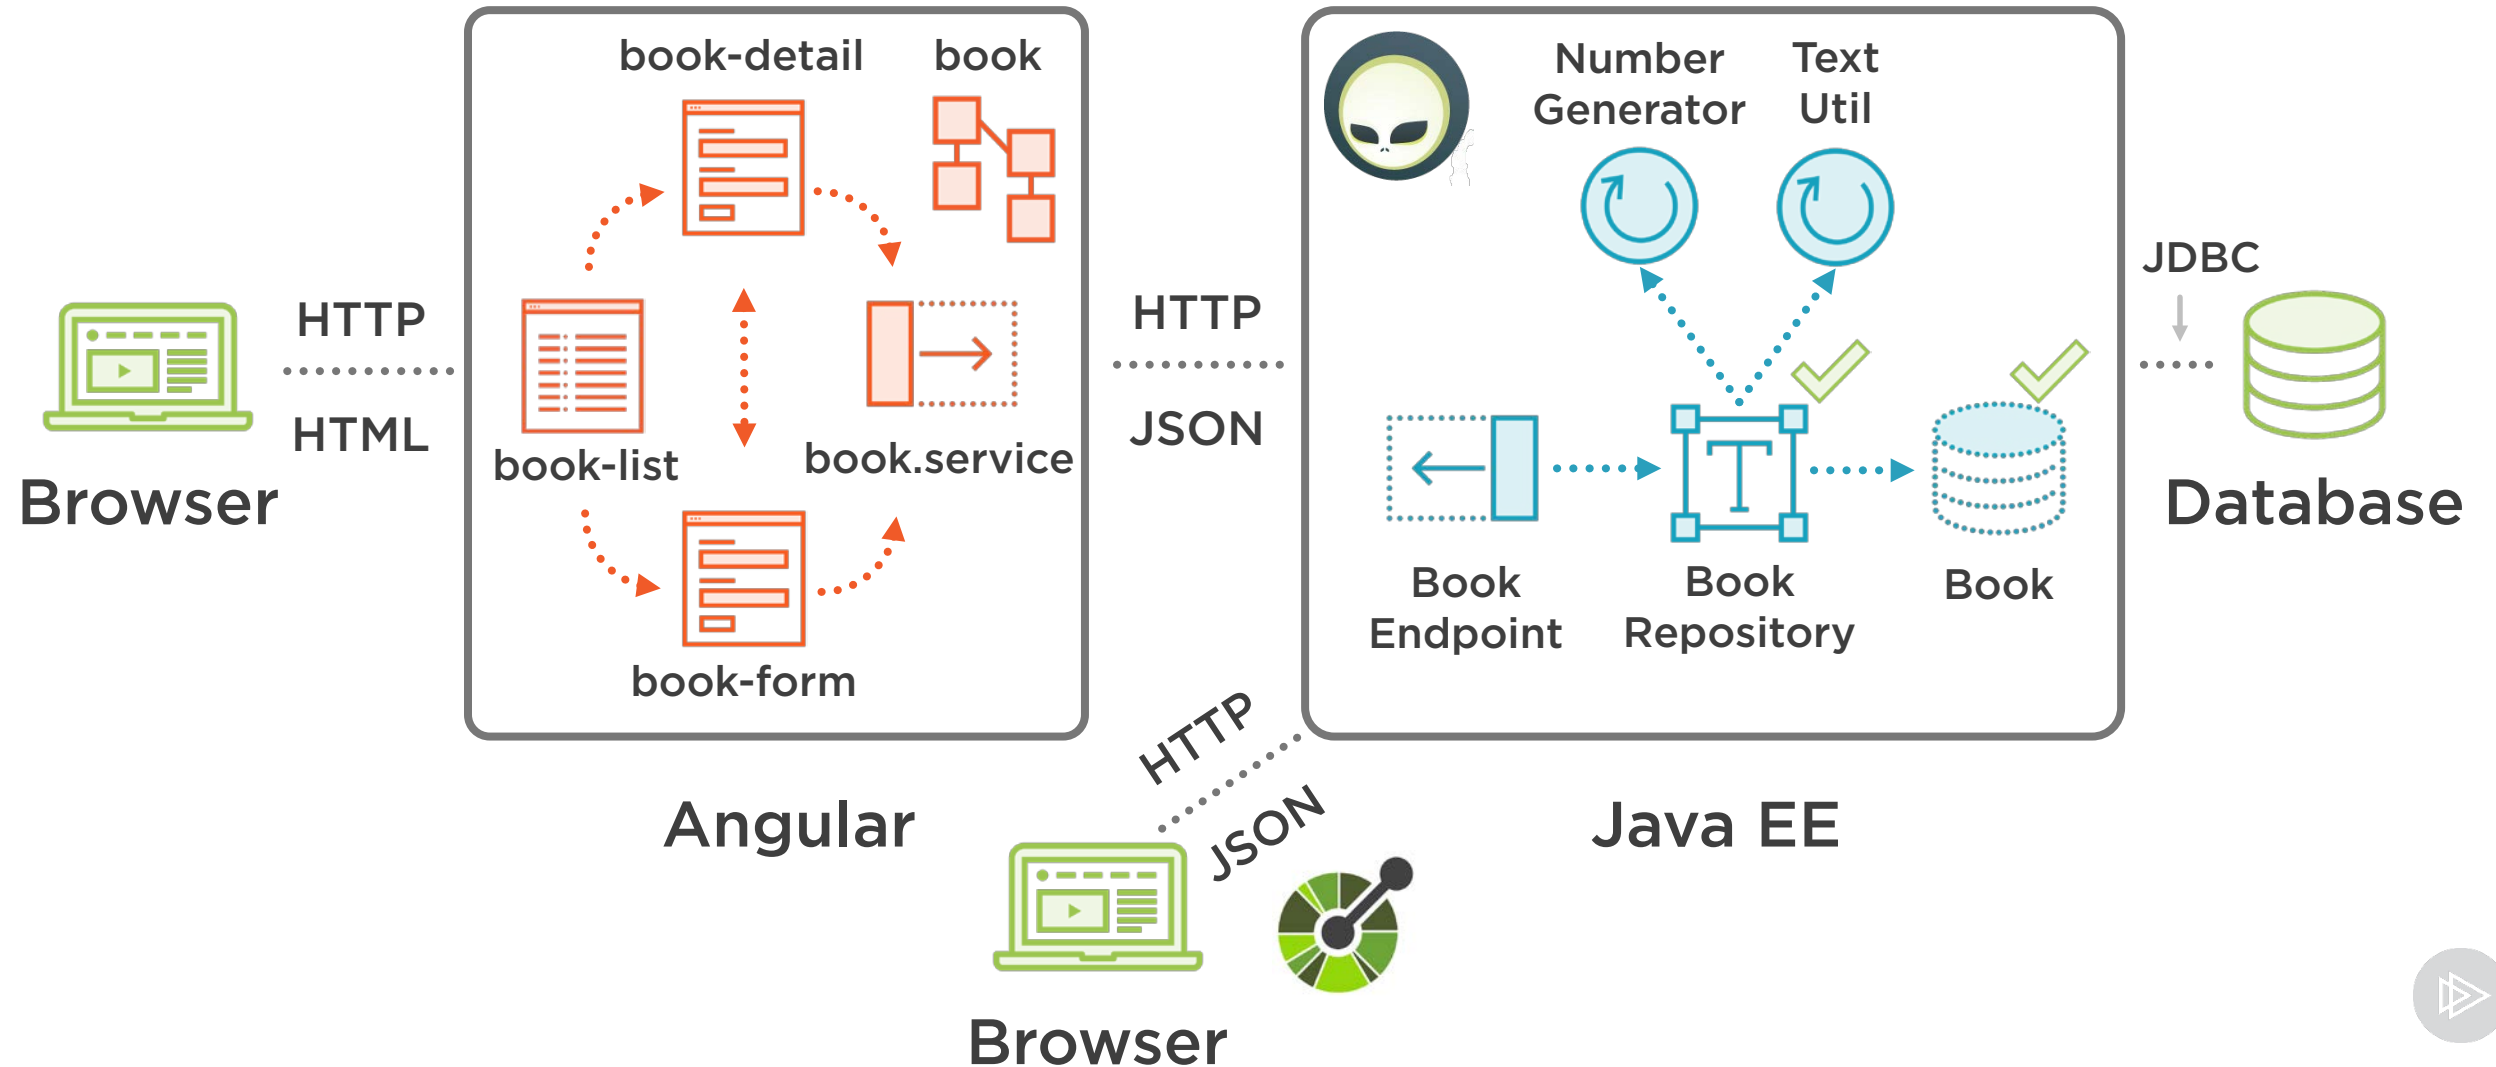 book-detail
book
HTTP
HTML
Browser
book-list
book.service
book-form
Angular
HTTP
JSON
Number
Generator
Text
Util
Book
Endpoint
Book
Repository
Book
Java EE
JDBC
Database
HTTP
JSON
Browser